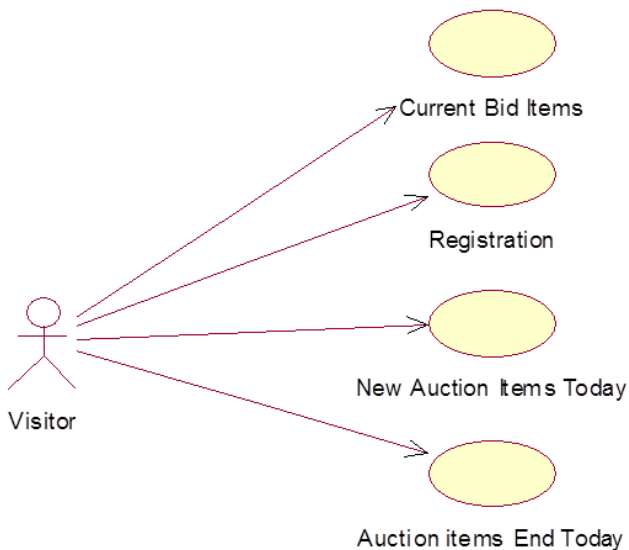 Current Bid Items
Registration
New Auction Items Today
Visitor
Auction items End Today